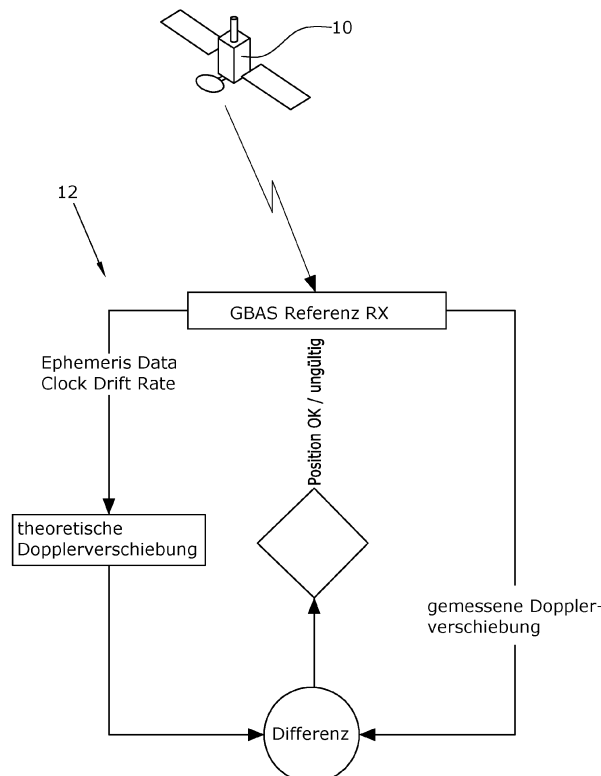 10
12
GBAS Referenz RX
Ephemeris Data
Clock Drift Rate
Position OK / ungültig
theoretische
Dopplerverschiebung
gemessene Doppler-
verschiebung
Differenz